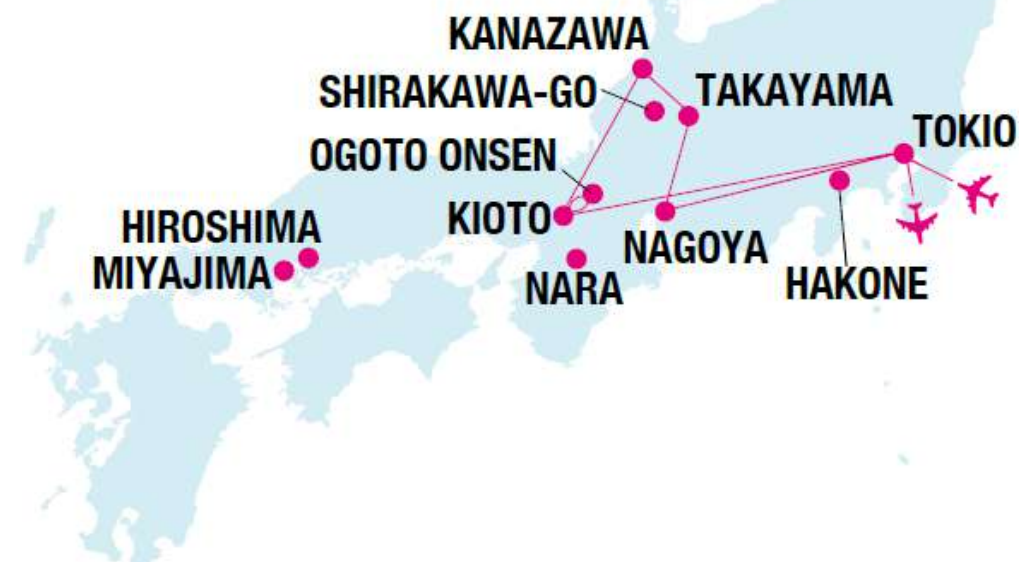 KANAZAWA
SHIRAKAWA-GO
TAKAYAMA
TOKIO
OGOTO ONSEN
KIOTO
HIROSHIMA
NAGOYA
MIYAJIMA
HAKONE
NARA